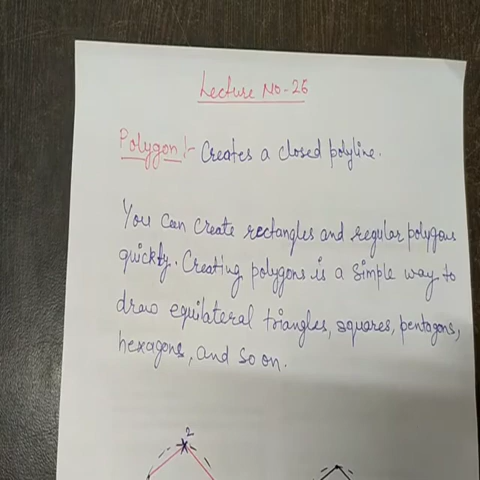 Lecture No-26
Polygon!- Creates a closed polyline.
You can create rectangles and regular polygons
quickly. Creating polygons is a simple way to
draw equilateral triangles, squares, pentagons,
hexagons, and so on.
2